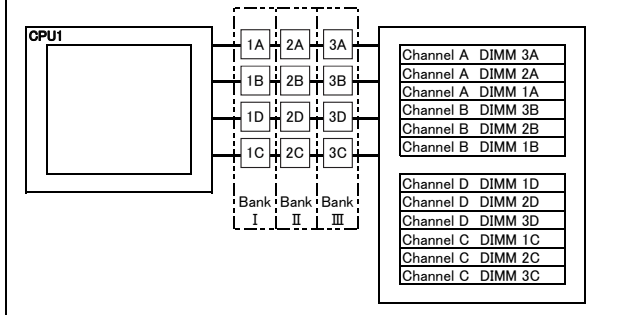 CPU1
1A 2A 3A
1B 2B 3B
1D 2D 3D
1C 2C 3C
Bank Bank Bank
Ⅰ Ⅱ Ⅲ
Channel A DIMM 3A
Channel A DIMM 2A
Channel A DIMM 1A
Channel B DIMM 3B
Channel B DIMM 2B
Channel B DIMM 1B
Channel D DIMM 1D
Channel D DIMM 2D
Channel D DIMM 3D
Channel C DIMM 1C
Channel C DIMM 2C
Channel C DIMM 3C